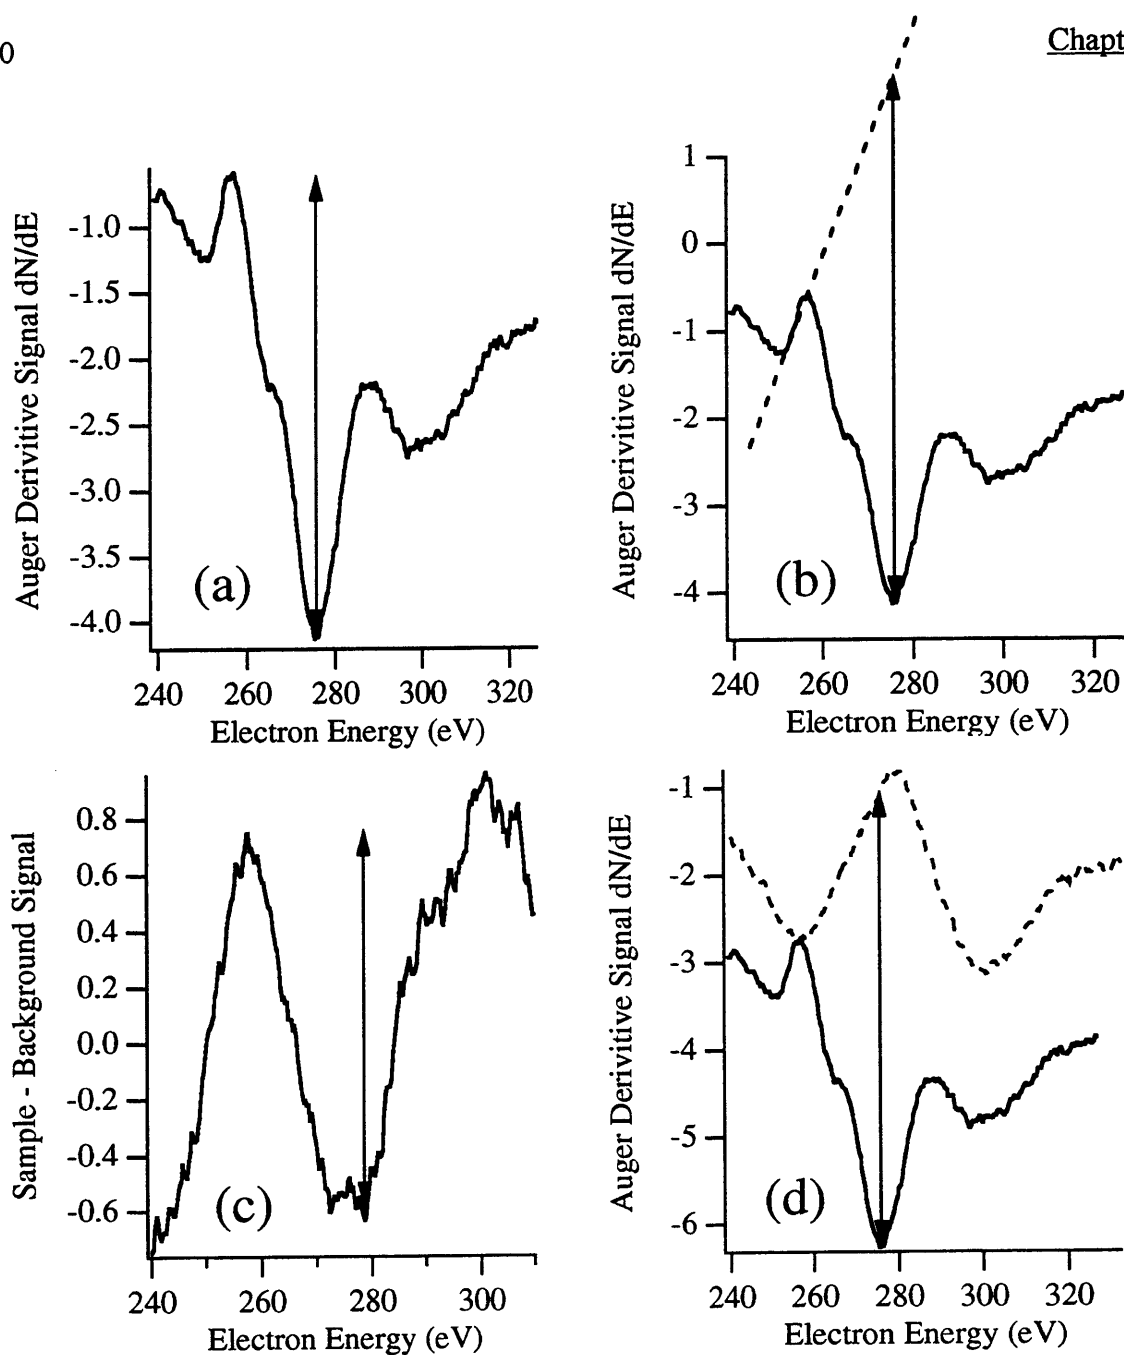 0
Chapt
Auger Derivitive Signal dN/dE
-1.0
-1.5
-2.0
-2.5
-3.0
-3.5
-4.0
(a)
240 260 280 300 320
Electron Energy (eV)
Auger Derivitive Signal dN/dE
1
0
-1
-2
-3
-4
(b)
240 260 280 300 320
Electron Energy (eV)
Sample - Background Signal
0.8
0.6
0.4
0.2
0.0
-0.2
-0.4
-0.6
(c)
240 260 280 300
Electron Energy (eV)
Auger Derivitive Signal dN/dE
-1
-2
-3
-4
-5
-6
(d)
240 260 280 300 320
Electron Energy (eV)